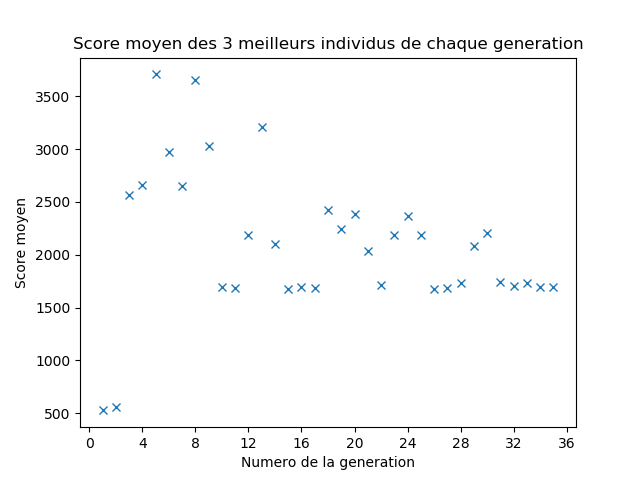 Score moyen des 3 meilleurs individus de chaque generation
Score moyen
3500
3000
2500
2000
1500
1000
500
0 4 8 12 16 20 24 28 32 36
Numero de la generation